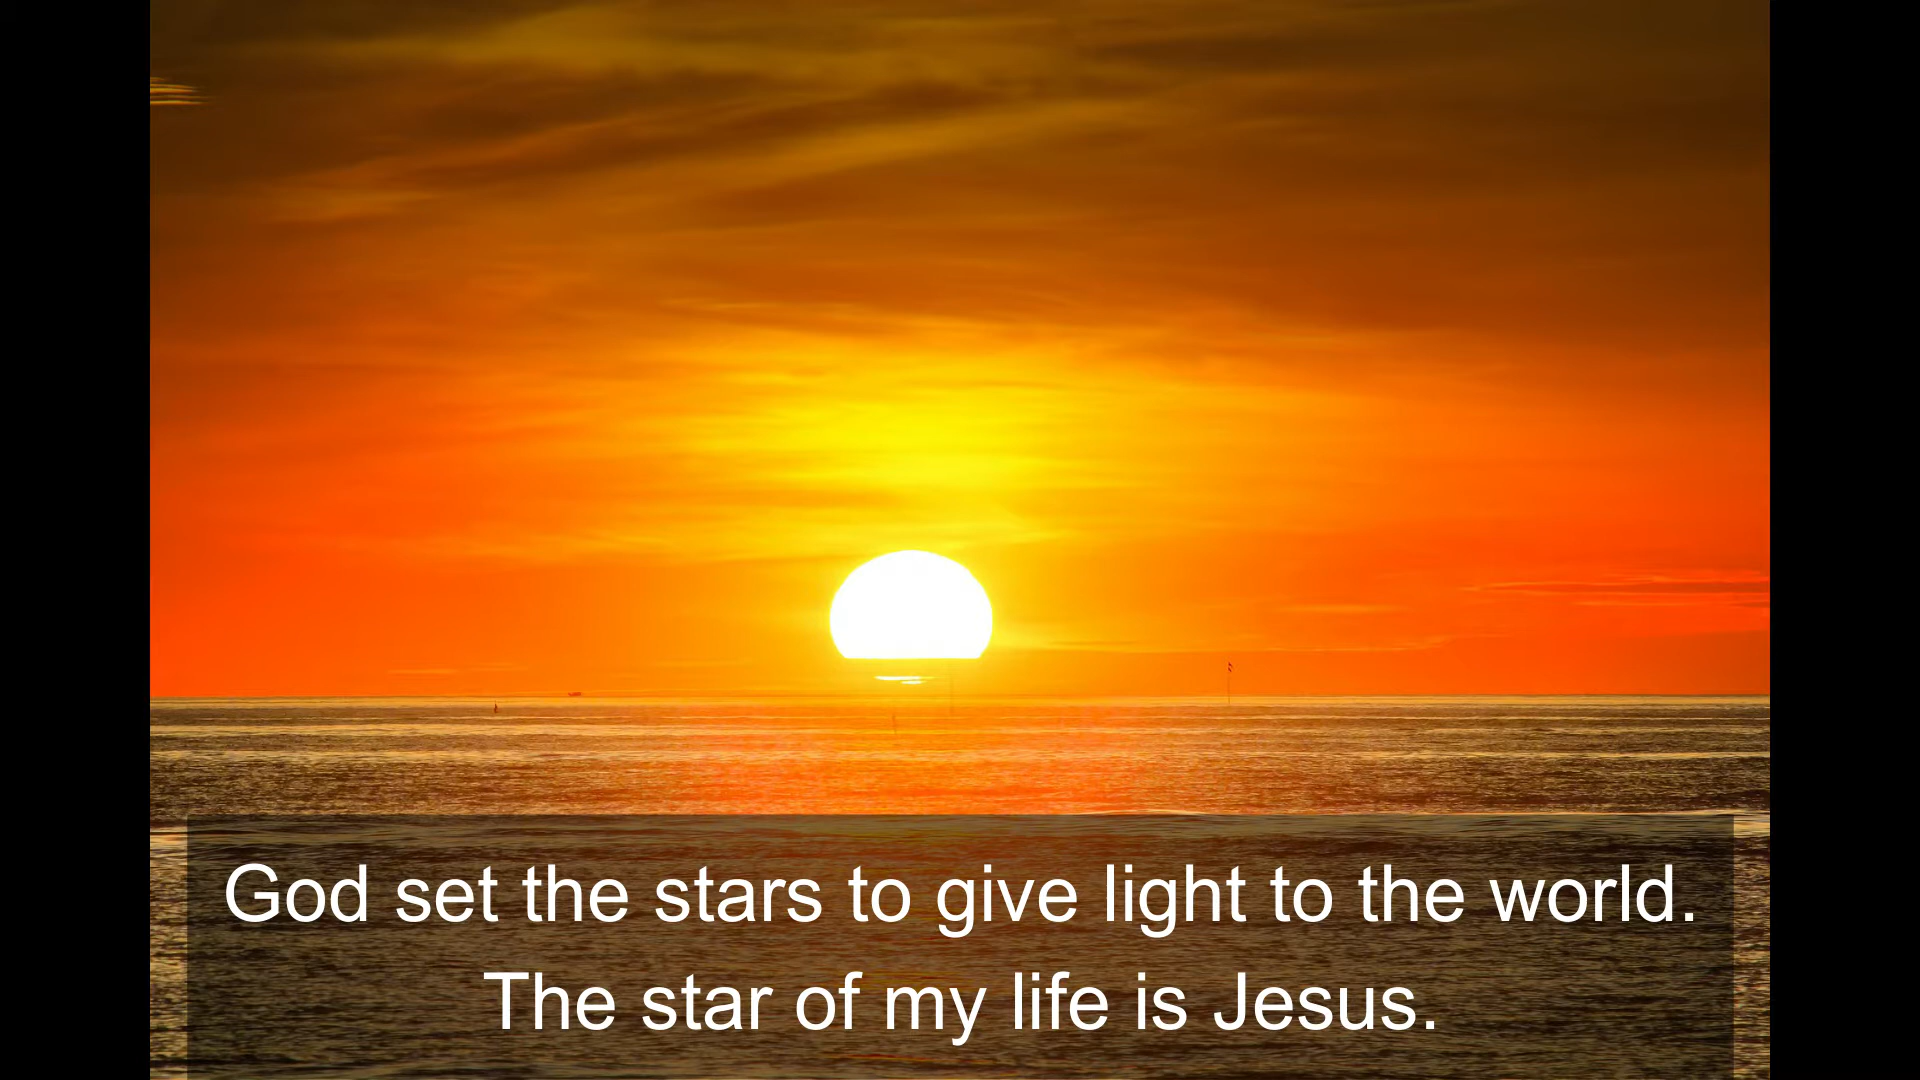 God set the stars to give light to the world.
The star of my life is Jesus.